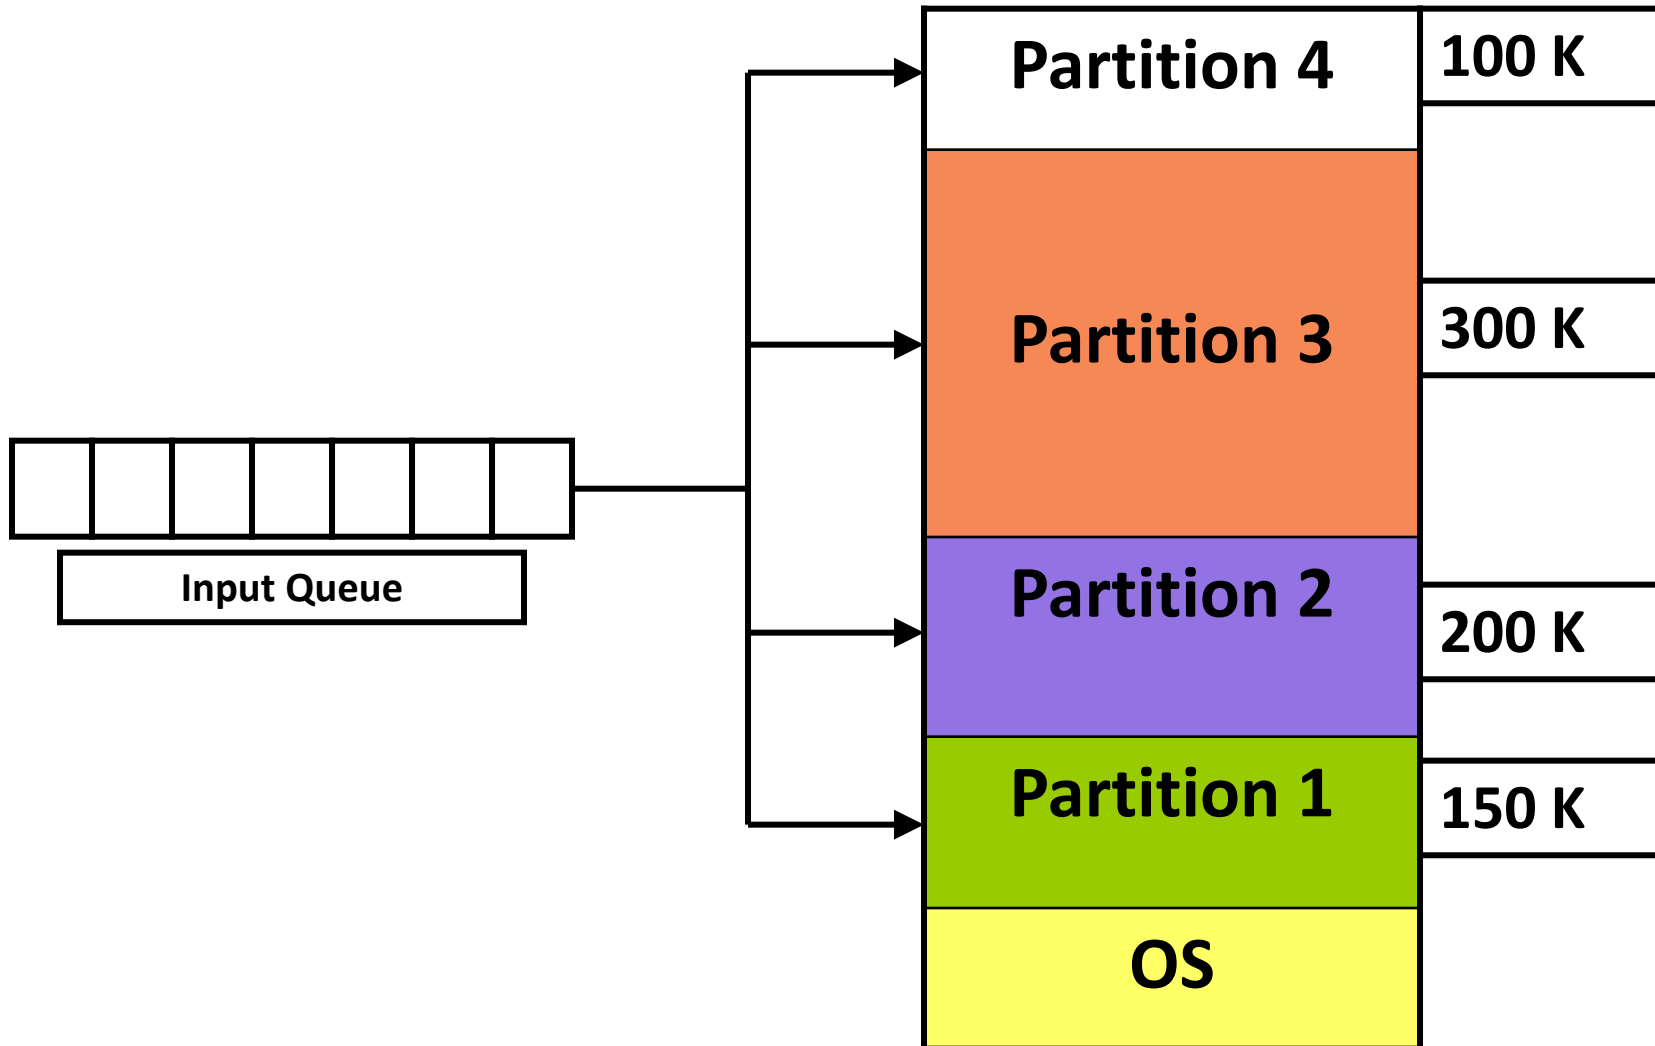 Partition 4
100 K
Partition 3
300 K
Input Queue
Partition 2
200 K
Partition 1
150 K
OS